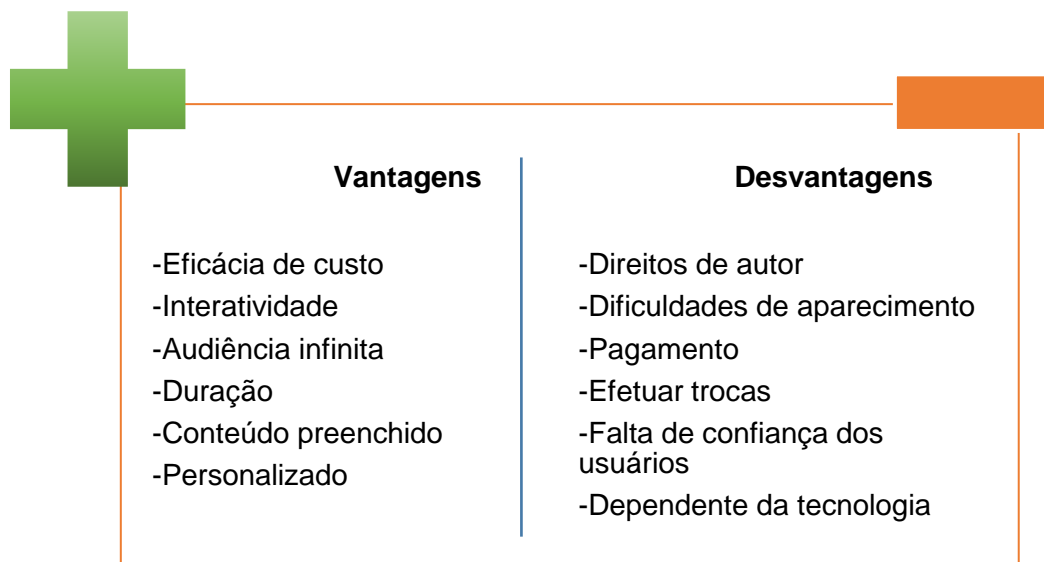 Vantagens
-Eficácia de custo
-Interatividade
-Audiência infinita
-Duração
-Conteúdo preenchido
-Personalizado
Desvantagens
-Direitos de autor
-Dificuldades de aparecimento
-Pagamento
-Efetuar trocas
-Falta de confiança dos
usuários
-Dependente da tecnologia